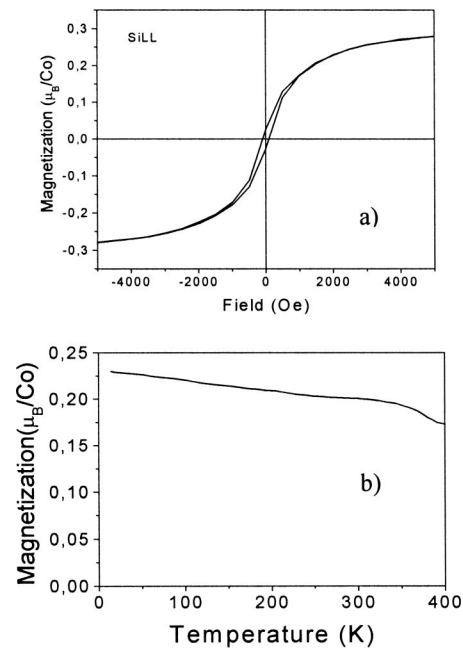 0,3
SiLL
0,2
0,1
0,0
-0,1
-0,2
-0,3
Magnetization (μB/Co)
a)
-4000 -2000 0 2000 4000
Field (Oe)
0,25
0,20
0,15
0,10
0,05
0,00
Magnetization(μB/Co)
b)
0 100 200 300 400
Temperature (K)